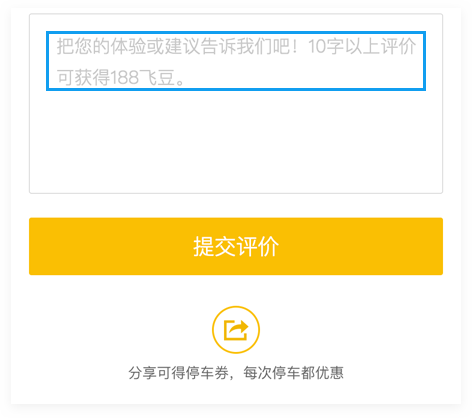 把您的体验或建议告诉我们吧！10字以上评价
可获得188飞豆。
提交评价
分享可得停车券，每次停车都优惠